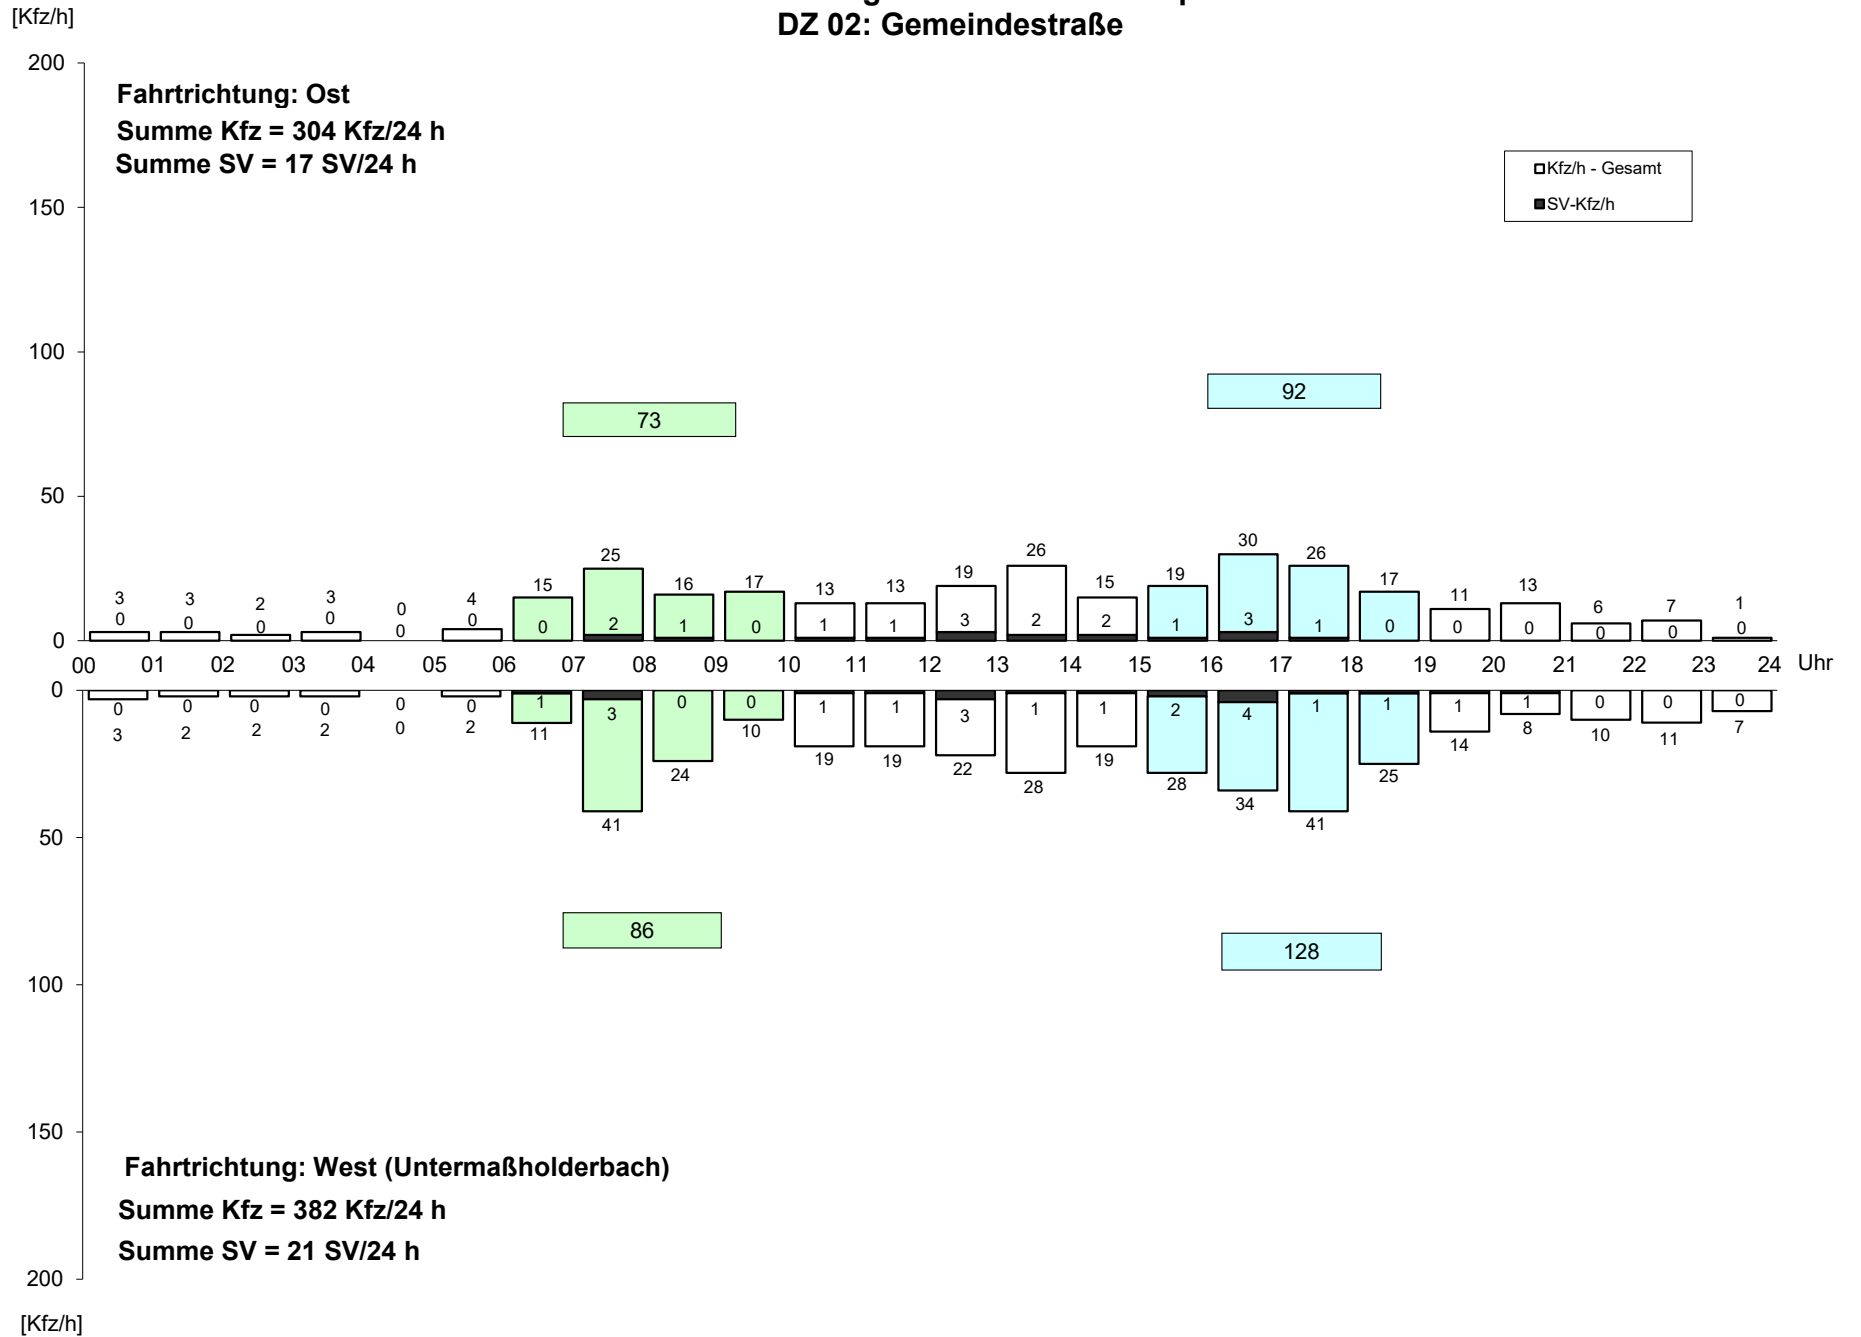 [Kfz/h]
DZ 02: Gemeindestraße
200
Fahrtrichtung: Ost
Summe Kfz = 304 Kfz/24 h
Summe SV = 17 SV/24 h
Kfz/h - Gesamt
SV-Kfz/h
150
100
92
73
50
3 3 2 3 0 4 15 25 16 17 13 13 19 26 15 19 30 26 17 11 13 6 7 1
0 0 0 0 0 0 0 2 1 0 1 1 3 2 2 1 3 1 0 0 0 0 0 0
0
00 01 02 03 04 05 06 07 08 09 10 11 12 13 14 15 16 17 18 19 20 21 22 23 24 Uhr
0
0 0 0 0 0 0 1 3 0 0 1 1 3 1 1 2 4 1 1 1 1 0 0 0
3 2 2 2 0 2 11 41 24 10 19 19 22 28 19 28 34 41 25 14 8 10 11 7
50
86
128
100
150
Fahrtrichtung: West (Untermaßholderbach)
Summe Kfz = 382 Kfz/24 h
Summe SV = 21 SV/24 h
200
[Kfz/h]